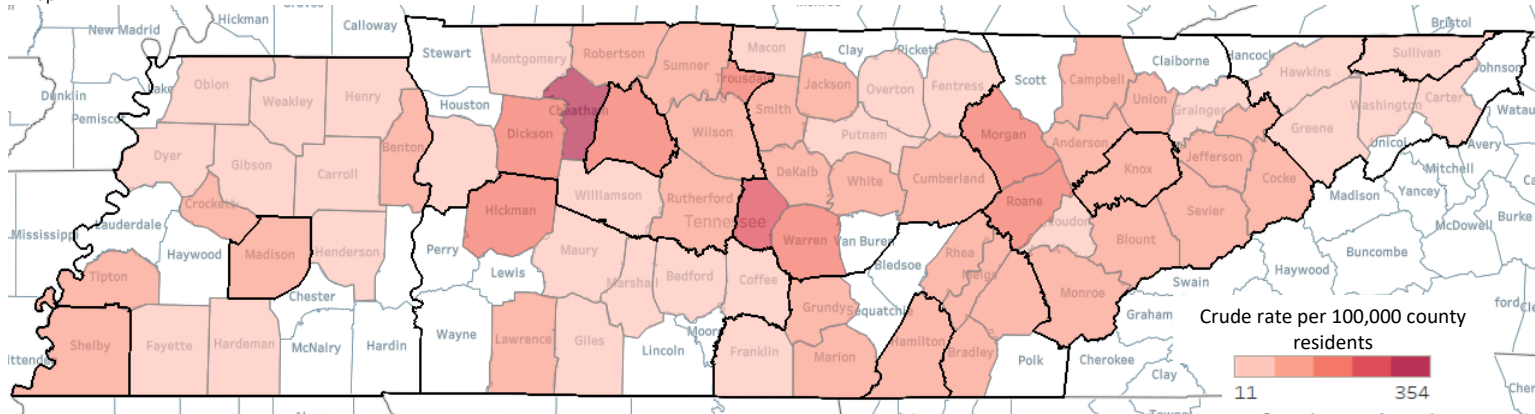 Hickman
Calloway
New Madrid
Bristol
Stewart
Montgomery
Robertson
Sumner
Macon
Clay
Pickett
Scott
Claiborne
Hancock
Sullivan
Hawkins
Johnson
Dunklin
Lake
Obion
Weakley
Henry
Houston
Cheatham
Trousdale
Jackson
Overton
Fentress
Campbell
Union
Grainger
Washington
Carter
Watau
Pemisco
Dickson
Wilson
Smith
Putnam
Morgan
Anderson
Greene
Unicoi
Avery
Dyer
Gibson
Carroll
Benton
DeKalb
White
Cumberland
Knox
Jefferson
Cocke
Mitchell
Madison
Yancey
Crockett
Williamson
Rutherford
Tennessee
Hickman
Roane
Loudon
Sevier
Burke
McDowell
Lauderdale
Mississippi
Haywood
Madison
Henderson
Perry
Maury
Warren
Van Buren
Rhea
Blount
Buncombe
Haywood
Tipton
Lewis
Marshall
Bedford
Coffee
Bledsoe
Meigs
Monroe
Swain
Chester
Grundy
Sequatchie
Graham
Crude rate per 100,000 county
residents
ford
Shelby
Fayette
Hardeman
McNairy
Hardin
Wayne
Lawrence
Giles
Lincoln
Moore
Franklin
Marion
Hamilton
Bradley
Polk
Cherokee
Clay
ittenden
11
354
Cher